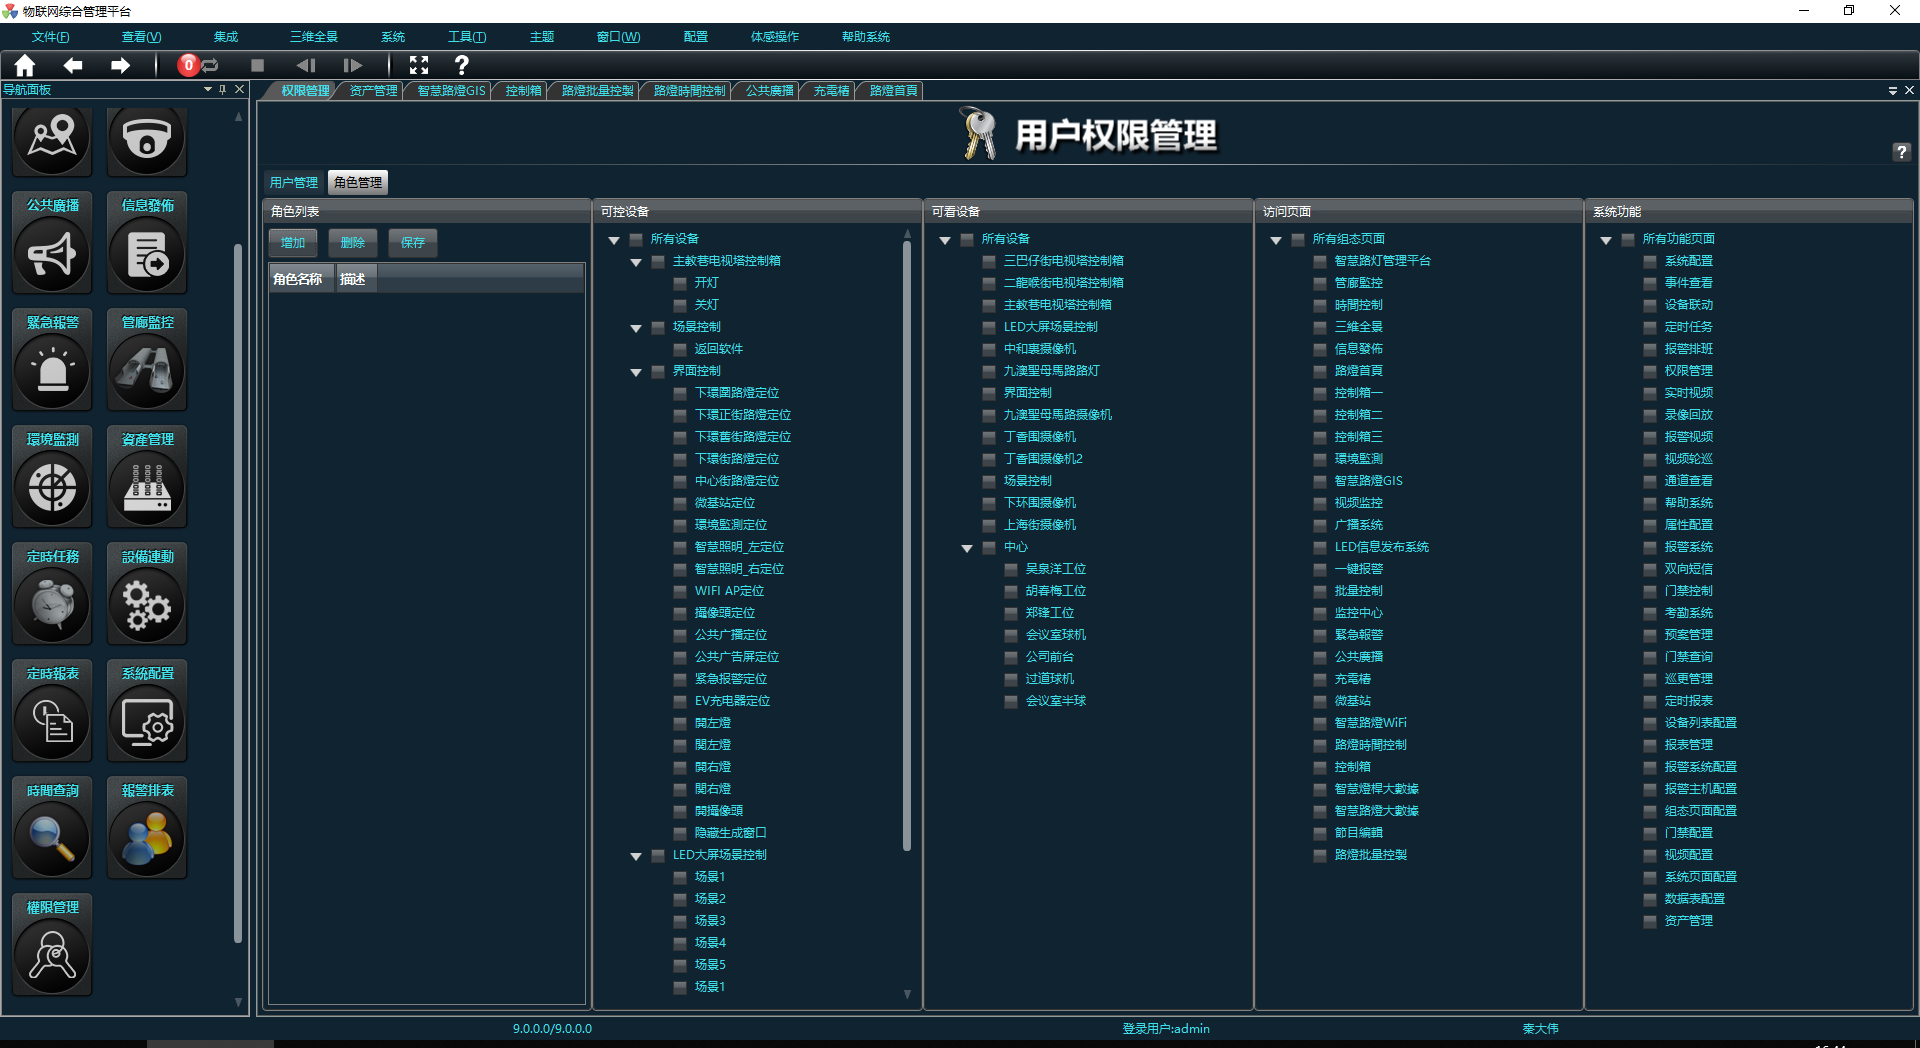 物联网综合管理平台
文件(F) 查看(V) 集成 三维全景 系统 工具(T) 主题 窗口(W) 配置 体感操作 帮助系统
0
导航面板
公共廣播 信息發佈
緊急報警 管廊監控
環境監測 資產管理
定時任務 設備連動
定時報表 系統配置
時間查詢 報警排表
權限管理
权限管理 资产管理 智慧路燈GIS 控制箱 路燈批量控製 路燈時間控制 公共廣播 充電樁 路燈首頁
用户权限管理
?
用户管理 角色管理
角色列表
增加 删除 保存
角色名称 描述
可控设备
所有设备
主教巷电视塔控制箱
开灯
关灯
场景控制
返回软件
界面控制
下環圍路燈定位
下環正街路燈定位
下環舊街路燈定位
下環街路燈定位
中心街路燈定位
微基站定位
環境監測定位
智慧照明_左定位
智慧照明_右定位
WIFI AP定位
攝像頭定位
公共广播定位
公共广告屏定位
紧急报警定位
EV充电器定位
開左燈
関左燈
開右燈
関右燈
開攝像頭
隐藏生成窗口
LED大屏场景控制
场景1
场景2
场景3
场景4
场景5
场景1
可看设备
所有设备
三巴仔街电视塔控制箱
二龍喉街电视塔控制箱
主教巷电视塔控制箱
LED大屏场景控制
中和裏摄像机
九澳聖母馬路路灯
界面控制
九澳聖母馬路摄像机
丁香围摄像机
丁香围摄像机2
场景控制
下环围摄像机
上海街摄像机
中心
吴泉洋工位
胡春梅工位
郑锋工位
会议室球机
公司前台
过道球机
会议室半球
访问页面
所有组态页面
智慧路灯管理平台
管廊監控
時間控制
三维全景
信息發佈
路燈首頁
控制箱一
控制箱二
控制箱三
環境監測
智慧路燈GIS
视频监控
广播系统
LED信息发布系统
一键报警
批量控制
监控中心
緊急報警
公共廣播
充電樁
微基站
智慧路燈WiFi
路燈時間控制
控制箱
智慧燈桿大數據
智慧路燈大數據
節目編輯
路燈批量控製
系统功能
所有功能页面
系统配置
事件查看
设备联动
定时任务
报警排班
权限管理
实时视频
录像回放
报警视频
视频轮巡
通道查看
帮助系统
属性配置
报警系统
双向短信
门禁控制
考勤系统
预案管理
门禁查询
巡更管理
定时报表
设备列表配置
报表管理
报警系统配置
报警主机配置
组态页面配置
门禁配置
视频配置
系统页面配置
数据表配置
资产管理
9.0.0.0/9.0.0.0 登录用户:admin 秦大伟